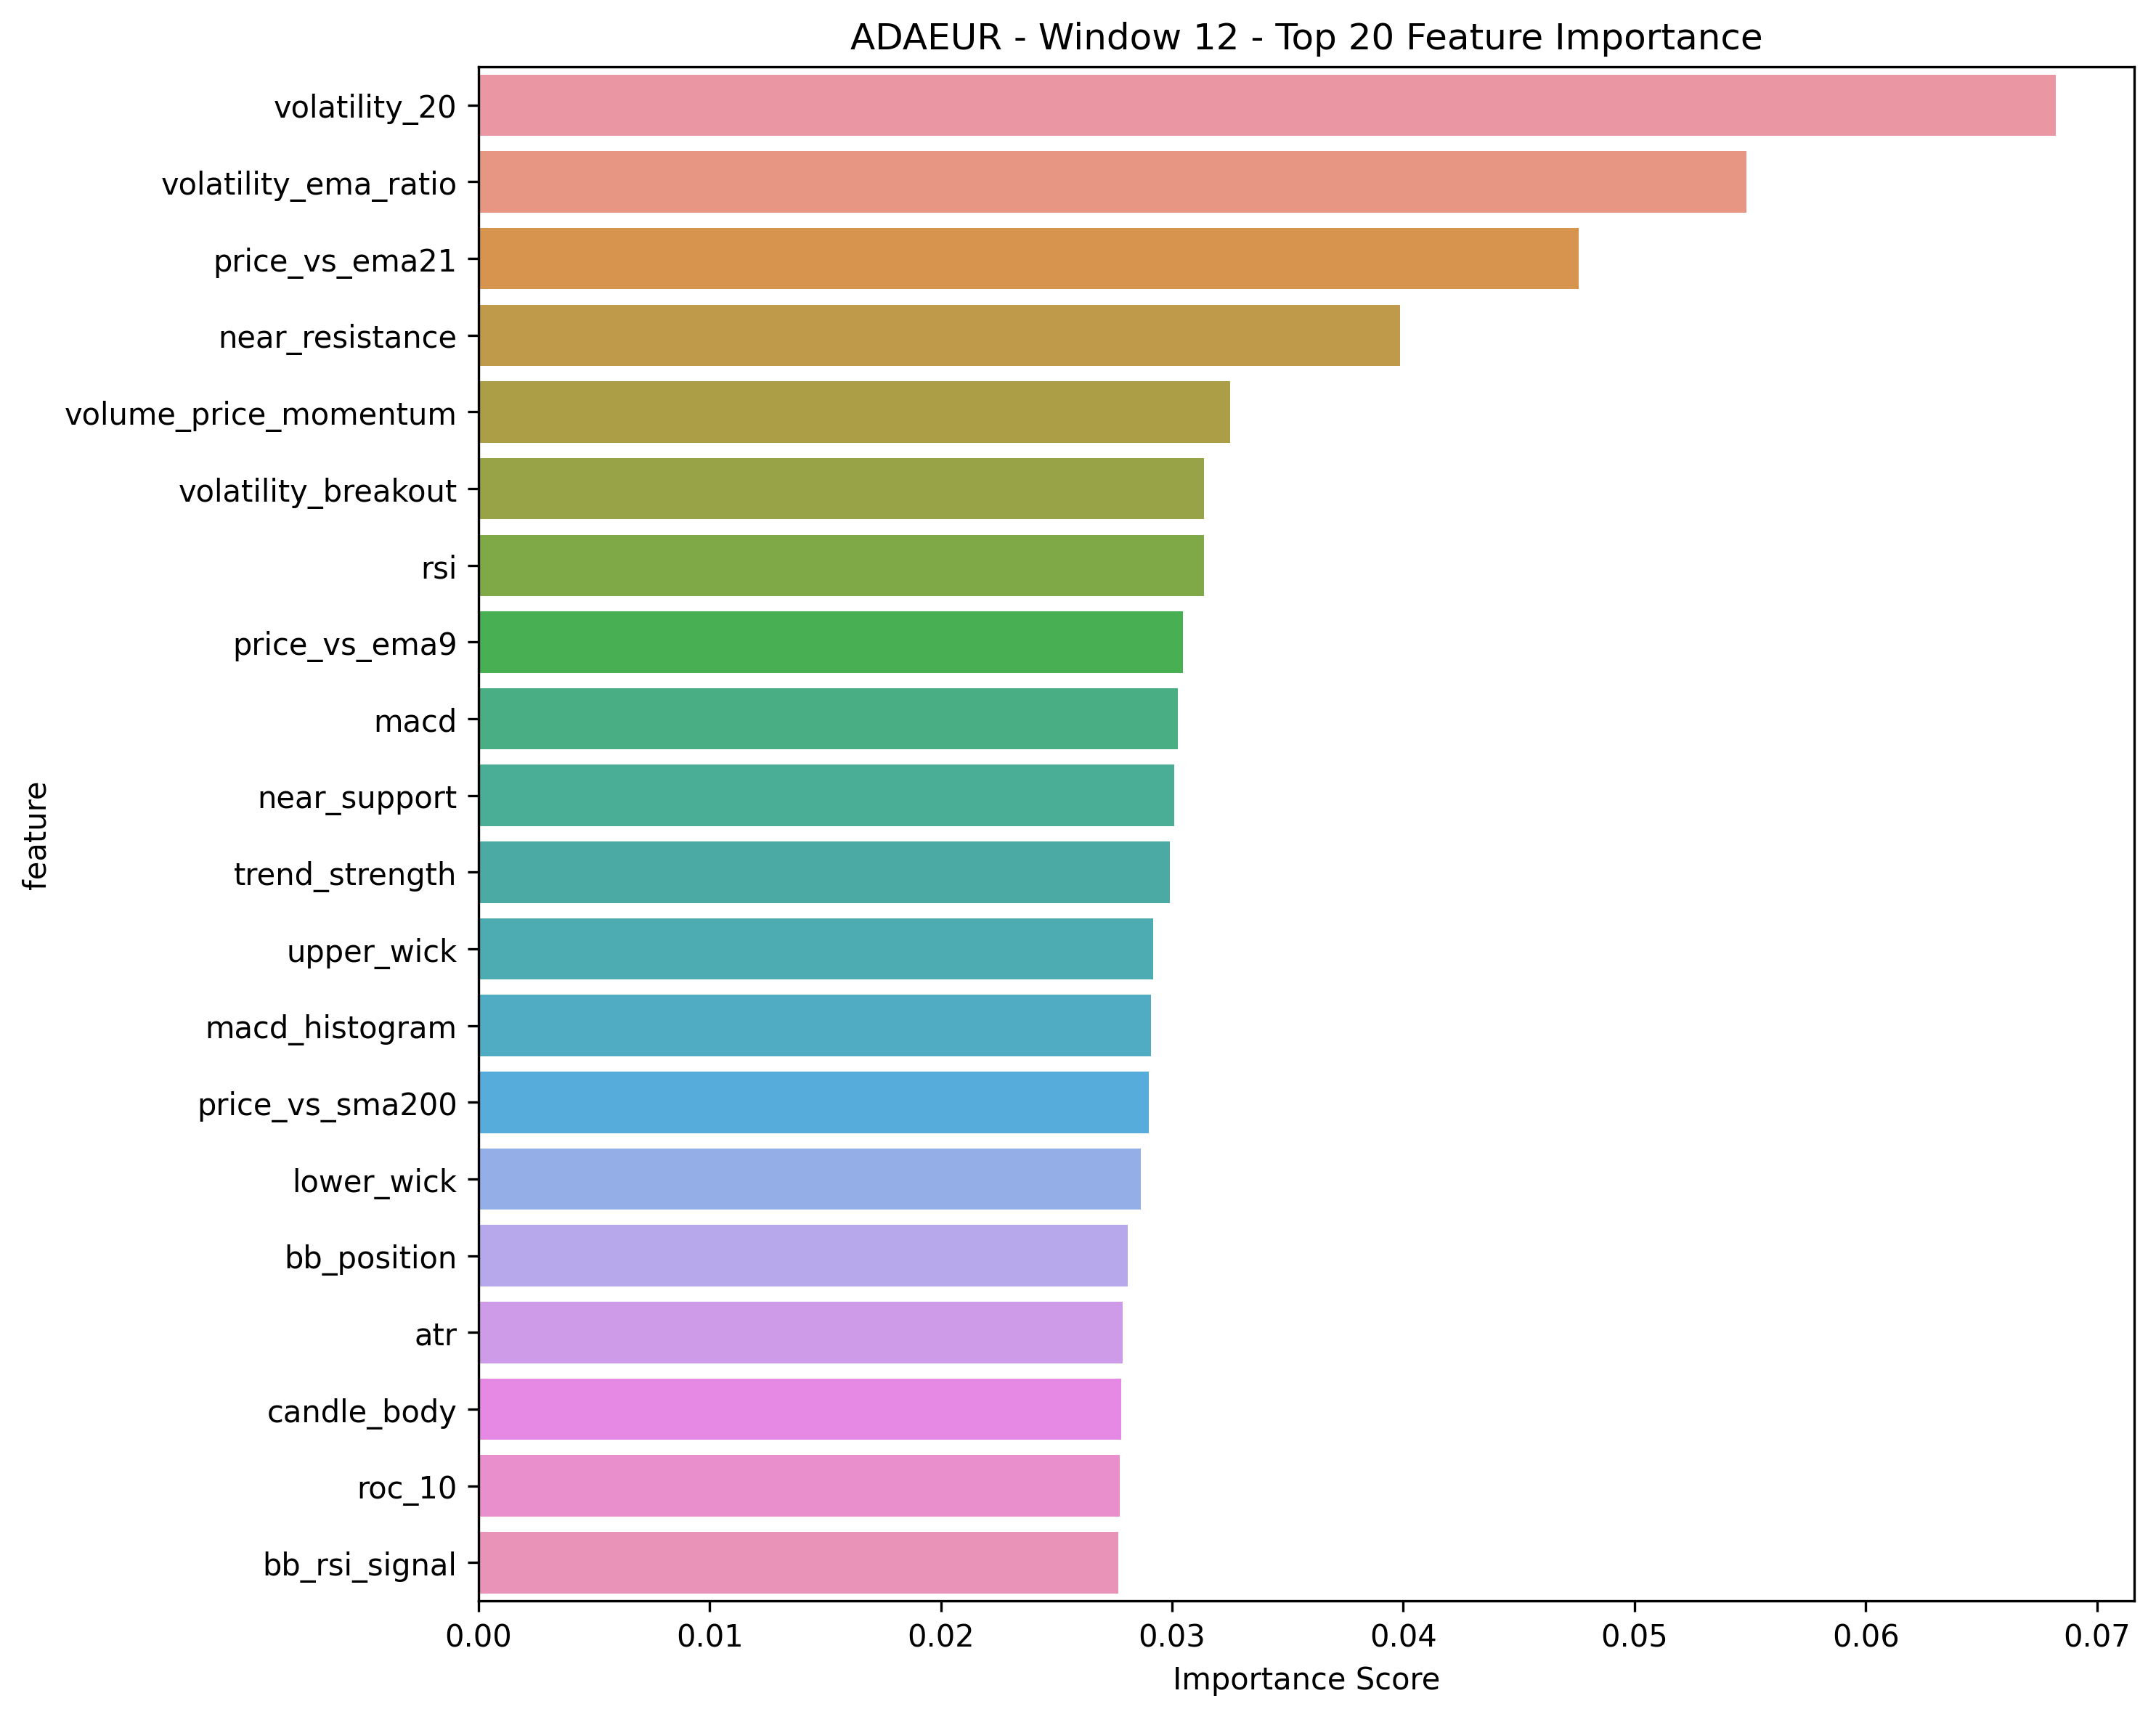 ADAEUR - Window 12 - Top 20 Feature Importance
volatility_20
volatility_ema_ratio
price_vs_ema21
near_resistance
volume_price_momentum
volatility_breakout
rsi
price_vs_ema9
macd
near_support
trend_strength
upper_wick
macd_histogram
price_vs_sma200
lower_wick
bb_position
atr
candle_body
roc_10
bb_rsi_signal
feature
0.00 0.01 0.02 0.03 0.04 0.05 0.06 0.07
Importance Score